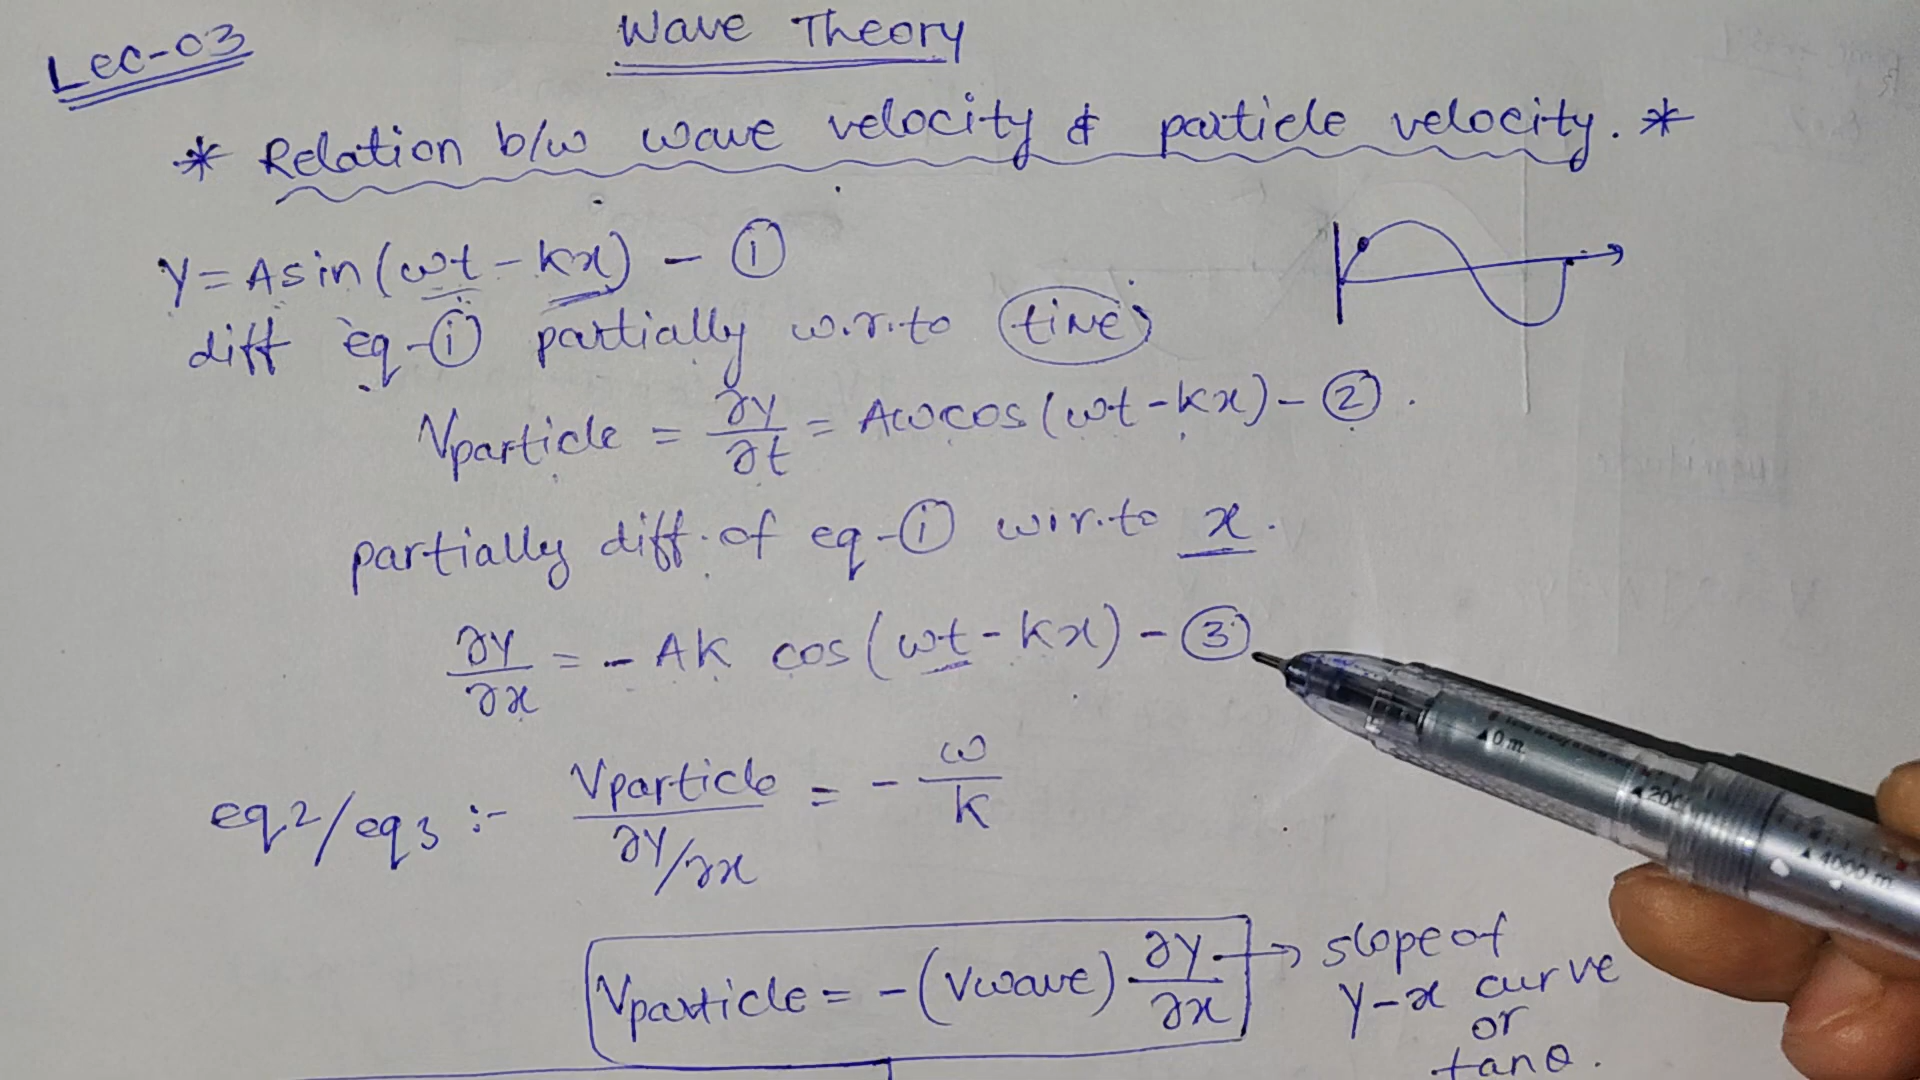 Lec-03
Wave Theory
* Relation b/w wave velocity & particle velocity. *
Y = A sin (ωt - kx) - ①
diff eq-① partially w.r.to time
Vparticle = ∂y/∂t = Aω cos (ωt - kx) - ② .
partially diff. of eq-① w.r.to x.
∂y/∂x = - AK cos (ωt - kx) - ③
eq2/eq3 :- Vparticle / ∂y/∂x = - ω/k
Vparticle = - (Vwave) ∂y/∂x → slope of
y-x curve
or
tanθ.
0m
4000 m